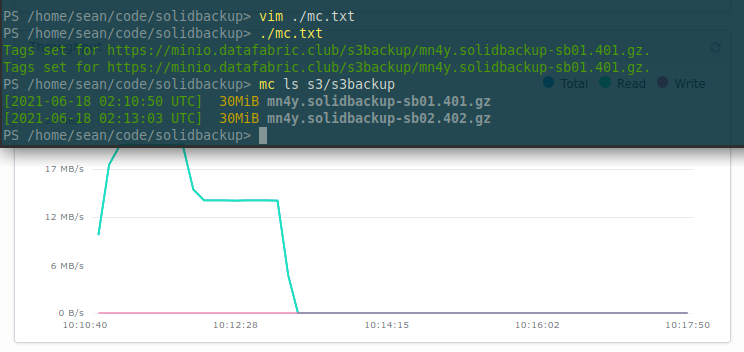 PS /home/sean/code/solidbackup> vim ./mc.txt
PS /home/sean/code/solidbackup> ./mc.txt
Tags set for https://minio.datafabric.club/s3backup/mn4y.solidbackup-sb01.401.gz.
Tags set for https://minio.datafabric.club/s3backup/mn4y.solidbackup-sb01.401.gz.
PS /home/sean/code/solidbackup> mc ls s3/s3backup
Total Read Write
[2021-06-18 02:10:50 UTC]  30MiB mn4y.solidbackup-sb01.401.gz
[2021-06-18 02:13:03 UTC]  30MiB mn4y.solidbackup-sb02.402.gz
PS /home/sean/code/solidbackup>
17 MB/s
12 MB/s
6 MB/s
0 B/s
10:10:40 10:12:28 10:14:15 10:16:02 10:17:50